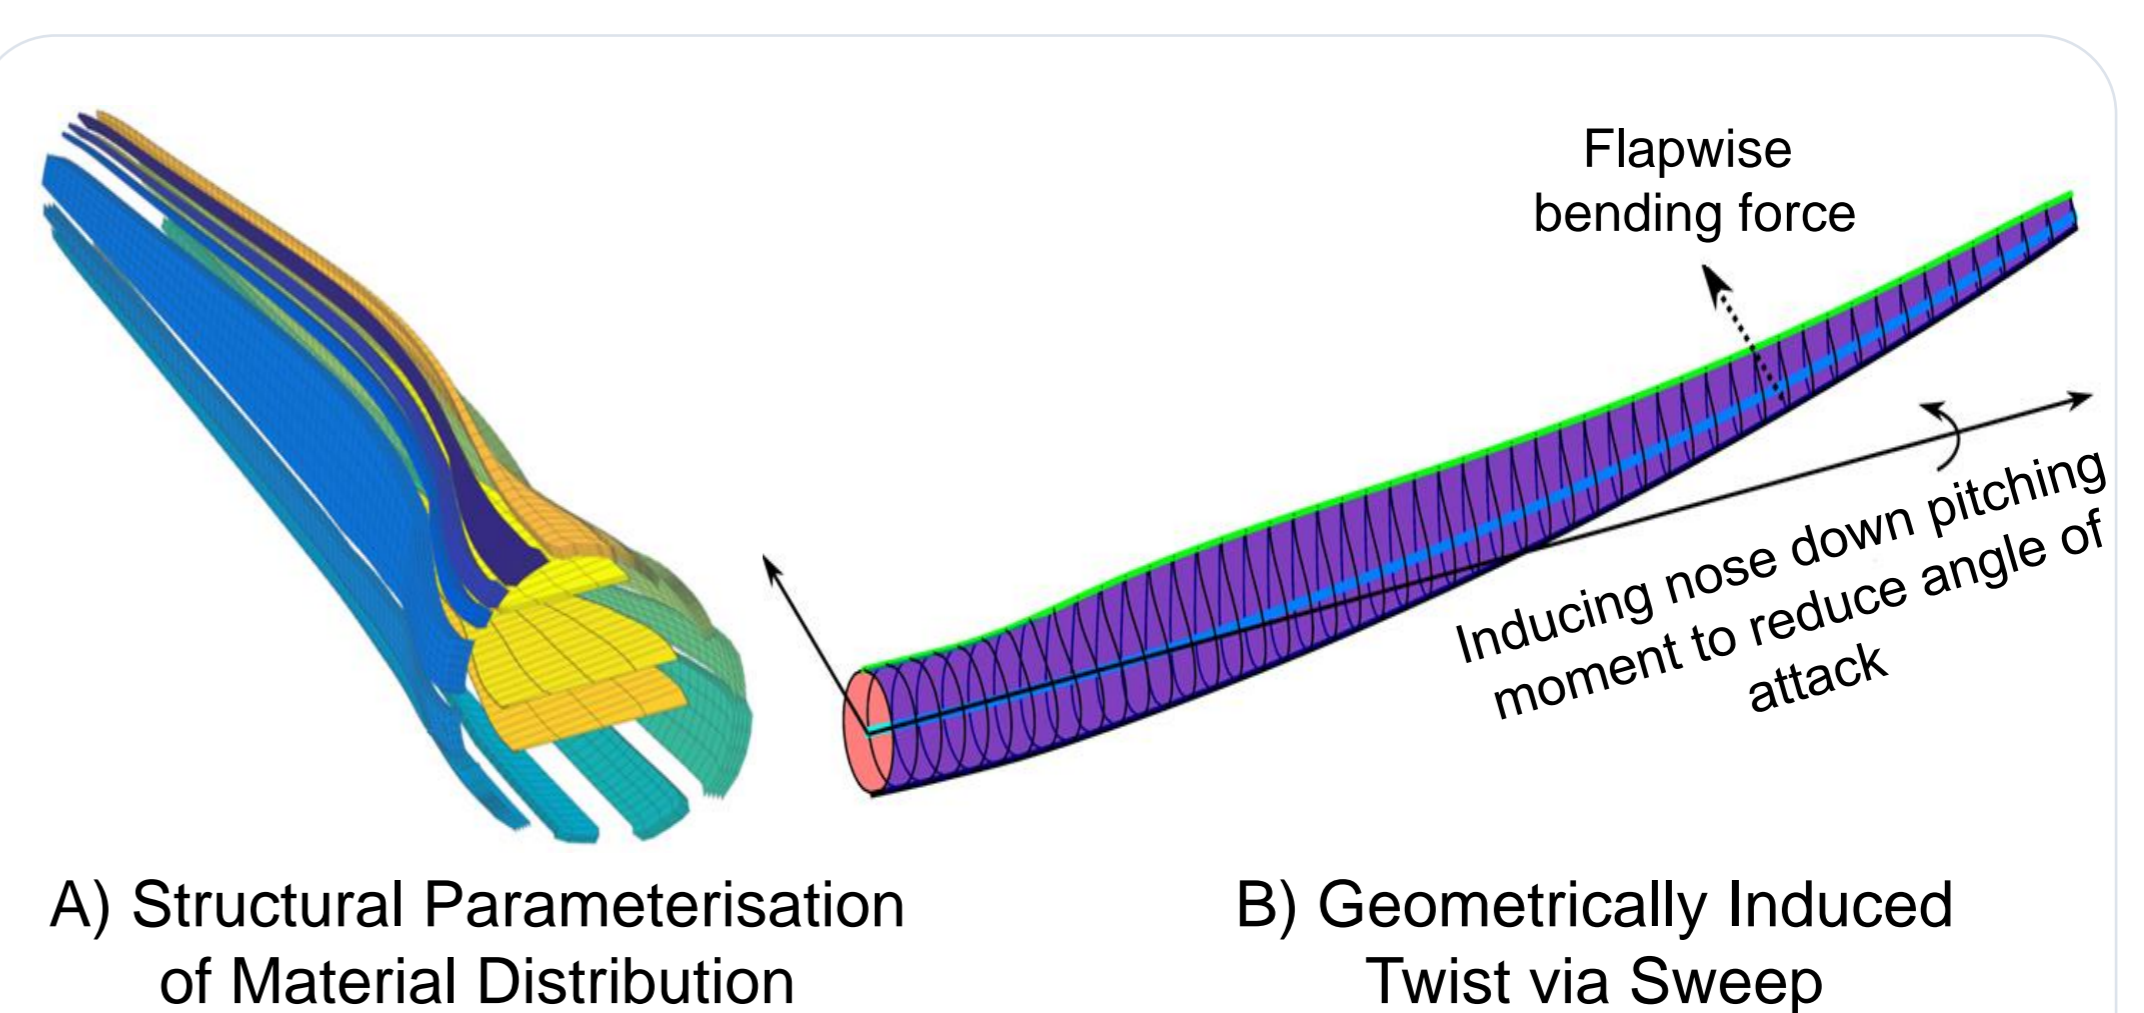 Flapwise
bending force
Inducing nose down pitching
moment to reduce angle of
attack
A) Structural Parameterisation
of Material Distribution
B) Geometrically Induced
Twist via Sweep